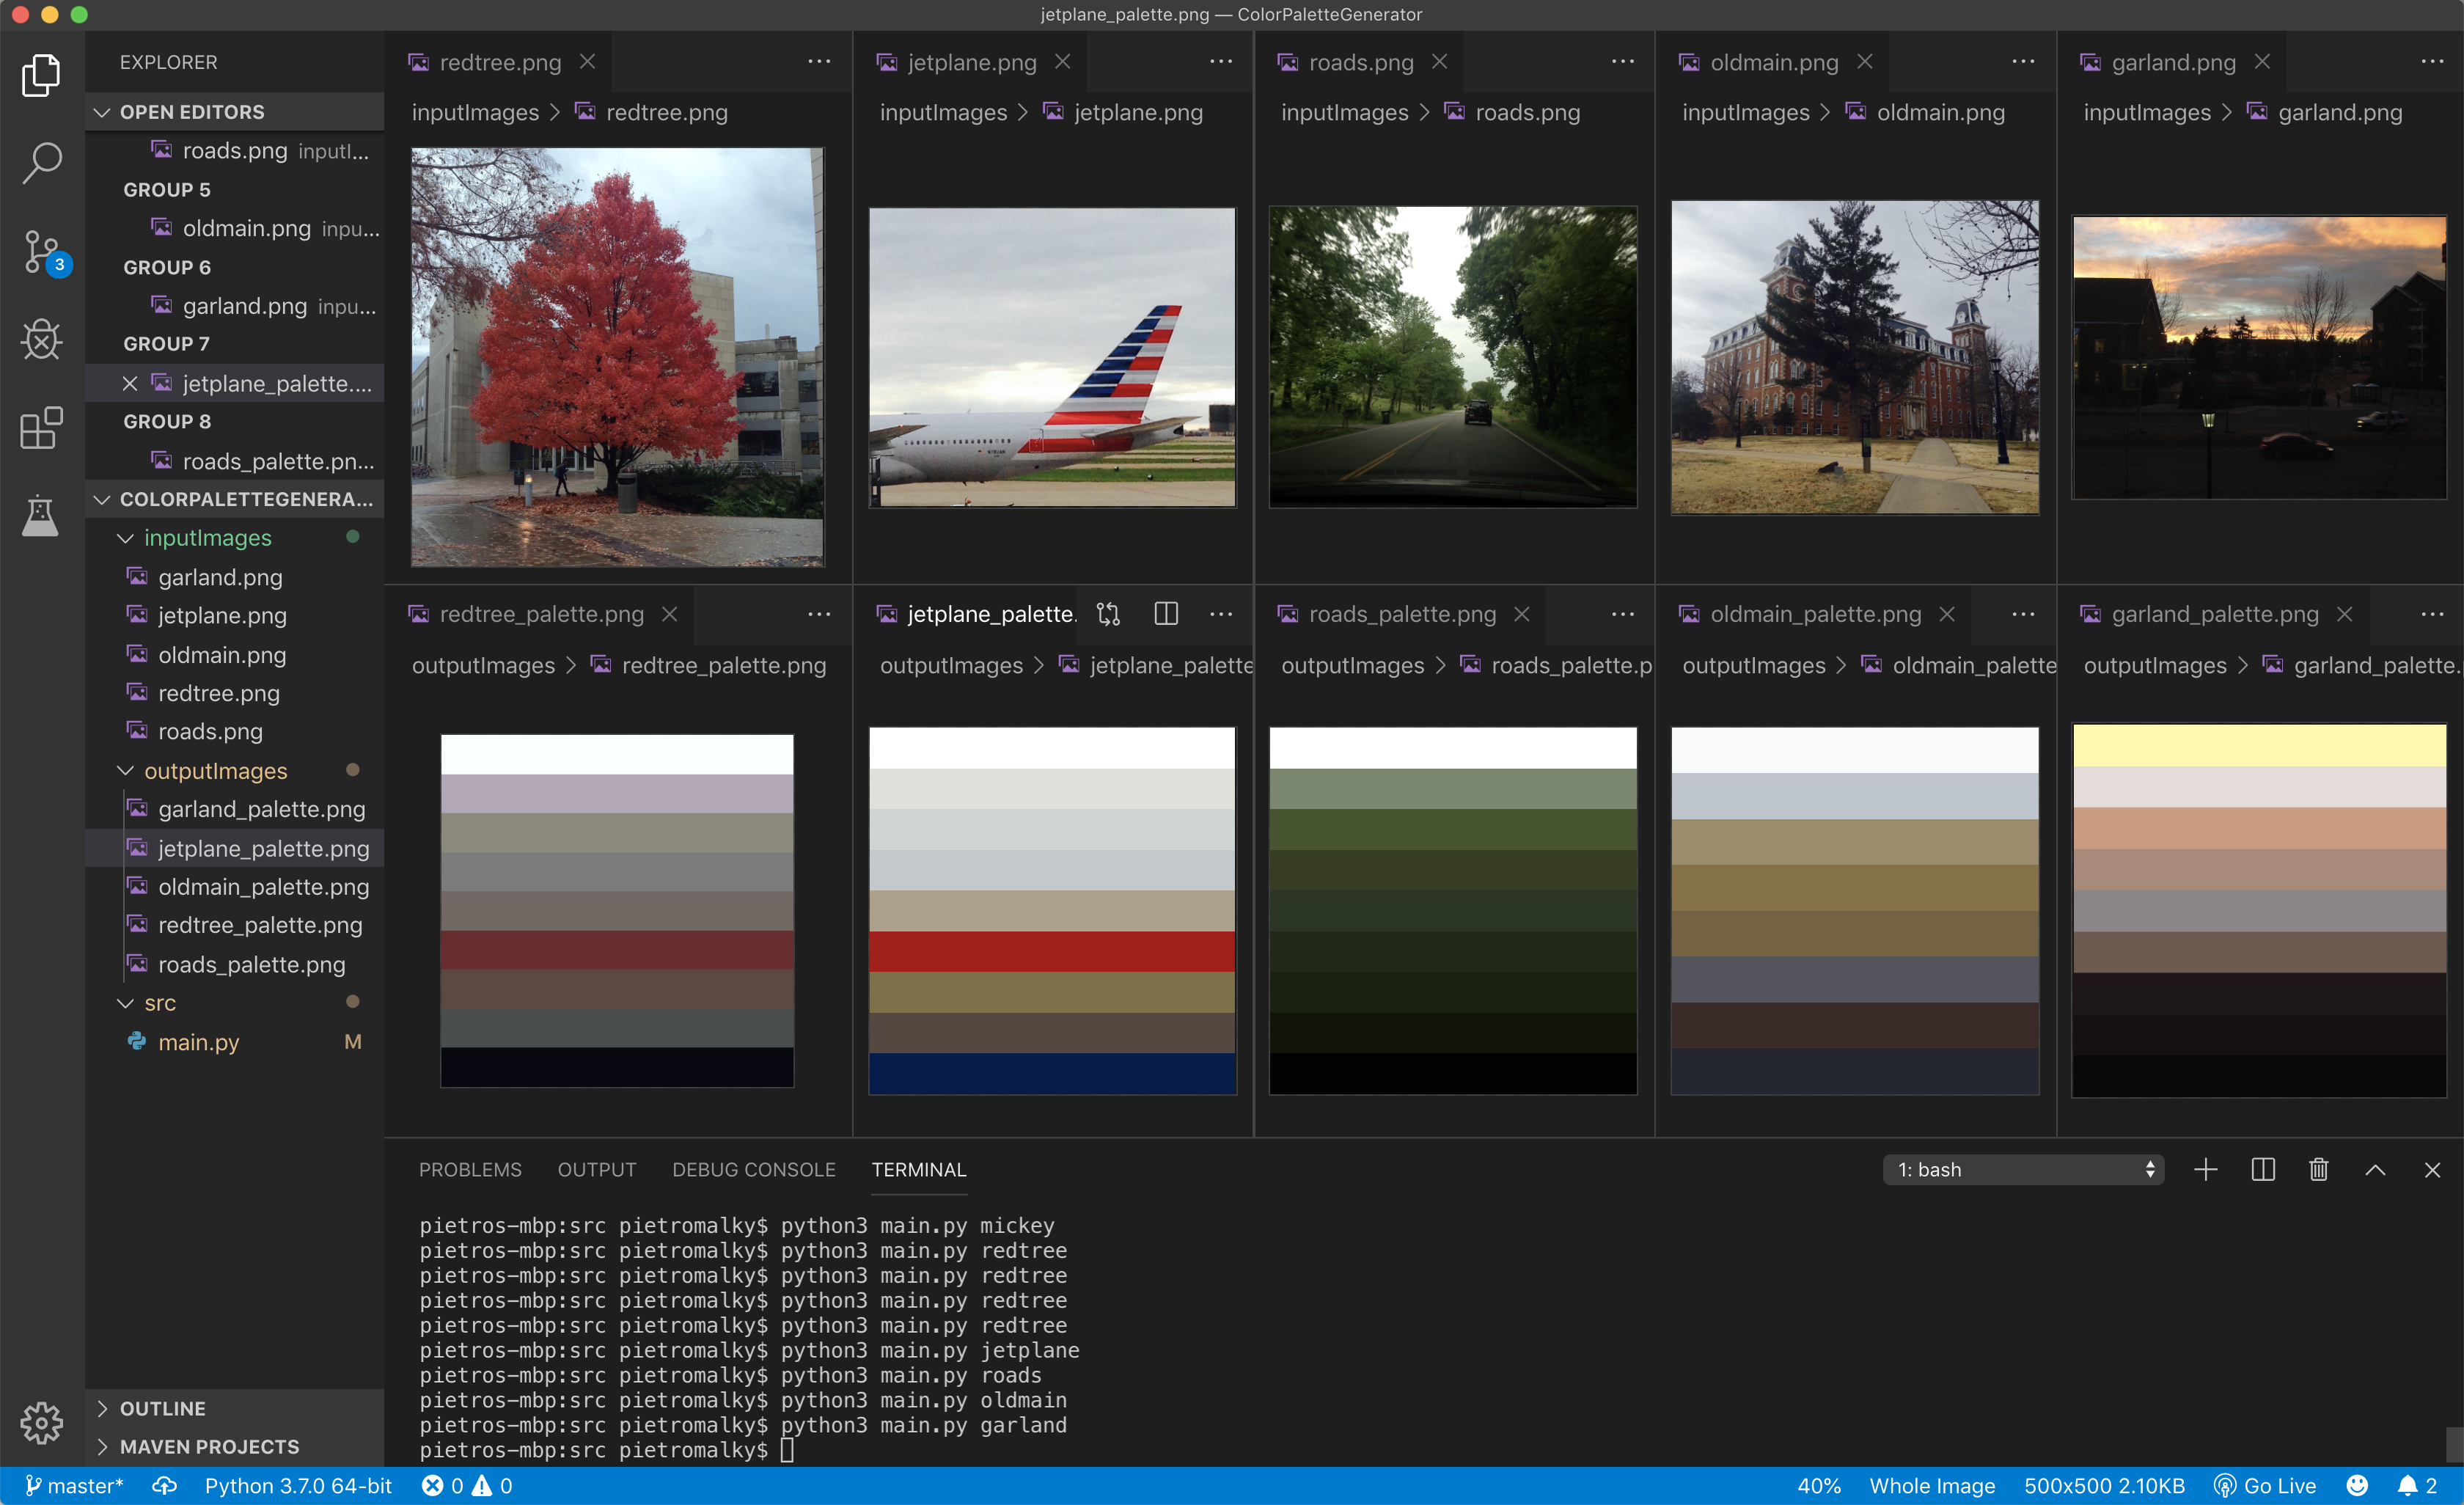 jetplane_palette.png — ColorPaletteGenerator
EXPLORER
OPEN EDITORS
roads.png inputI...
GROUP 5
oldmain.png inpu...
GROUP 6
garland.png inpu...
GROUP 7
jetplane_palette....
GROUP 8
roads_palette.pn...
COLORPALETTEGENERA...
inputImages
garland.png
jetplane.png
oldmain.png
redtree.png
roads.png
outputImages
garland_palette.png
jetplane_palette.png
oldmain_palette.png
redtree_palette.png
roads_palette.png
src
main.py M
OUTLINE
MAVEN PROJECTS
3
redtree.png
inputImages > redtree.png
jetplane.png
inputImages > jetplane.png
roads.png
inputImages > roads.png
oldmain.png
inputImages > oldmain.png
garland.png
inputImages > garland.png
redtree_palette.png
outputImages > redtree_palette.png
jetplane_palette.
outputImages > jetplane_palette
roads_palette.png
outputImages > roads_palette.p
oldmain_palette.png
outputImages > oldmain_palette
garland_palette.png
outputImages > garland_palette.
PROBLEMS OUTPUT DEBUG CONSOLE TERMINAL 1: bash
pietros-mbp:src pietromalky$ python3 main.py mickey
pietros-mbp:src pietromalky$ python3 main.py redtree
pietros-mbp:src pietromalky$ python3 main.py redtree
pietros-mbp:src pietromalky$ python3 main.py redtree
pietros-mbp:src pietromalky$ python3 main.py redtree
pietros-mbp:src pietromalky$ python3 main.py jetplane
pietros-mbp:src pietromalky$ python3 main.py roads
pietros-mbp:src pietromalky$ python3 main.py oldmain
pietros-mbp:src pietromalky$ python3 main.py garland
pietros-mbp:src pietromalky$
master* Python 3.7.0 64-bit 0 0 40% Whole Image 500x500 2.10KB Go Live 2